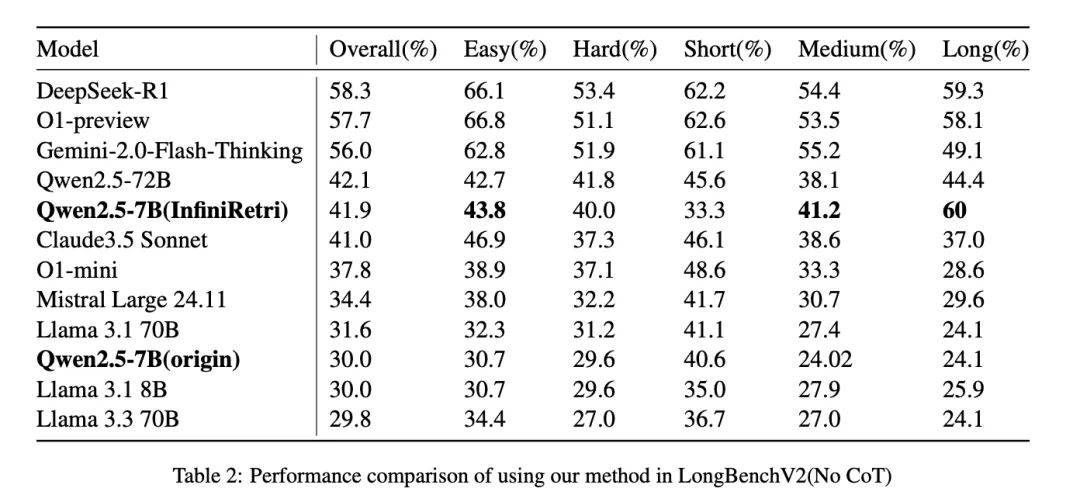 Model Overall(%) Easy(%) Hard(%) Short(%) Medium(%) Long(%)
DeepSeek-R1 58.3 66.1 53.4 62.2 54.4 59.3
O1-preview 57.7 66.8 51.1 62.6 53.5 58.1
Gemini-2.0-Flash-Thinking 56.0 62.8 51.9 61.1 55.2 49.1
Qwen2.5-72B 42.1 42.7 41.8 45.6 38.1 44.4
Qwen2.5-7B(InfiniRetri) 41.9 43.8 40.0 33.3 41.2 60
Claude3.5 Sonnet 41.0 46.9 37.3 46.1 38.6 37.0
O1-mini 37.8 38.9 37.1 48.6 33.3 28.6
Mistral Large 24.11 34.4 38.0 32.2 41.7 30.7 29.6
Llama 3.1 70B 31.6 32.3 31.2 41.1 27.4 24.1
Qwen2.5-7B(origin) 30.0 30.7 29.6 40.6 24.02 24.1
Llama 3.1 8B 30.0 30.7 29.6 35.0 27.9 25.9
Llama 3.3 70B 29.8 34.4 27.0 36.7 27.0 24.1
Table 2: Performance comparison of using our method in LongBenchV2(No CoT)